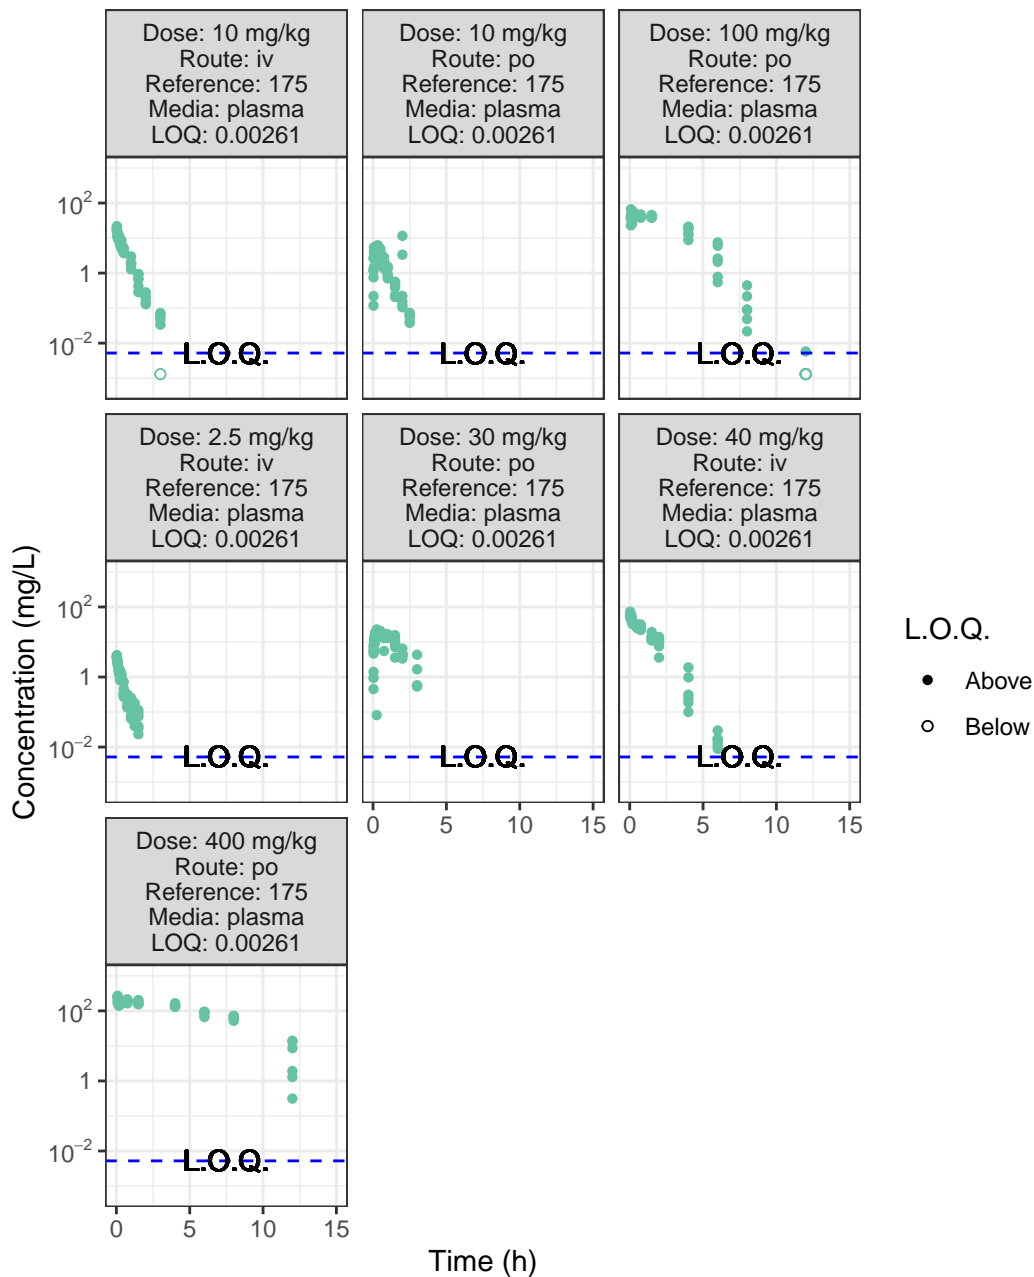 Dose: 10 mg/kg
Route: iv
Reference: 175
Media: plasma
LOQ: 0.00261
Dose: 10 mg/kg
Route: po
Reference: 175
Media: plasma
LOQ: 0.00261
Dose: 100 mg/kg
Route: po
Reference: 175
Media: plasma
LOQ: 0.00261
10²
1
10⁻²
L.O.Q.
L.O.Q.
L.O.Q.
Dose: 2.5 mg/kg
Route: iv
Reference: 175
Media: plasma
LOQ: 0.00261
Dose: 30 mg/kg
Route: po
Reference: 175
Media: plasma
LOQ: 0.00261
Dose: 40 mg/kg
Route: iv
Reference: 175
Media: plasma
LOQ: 0.00261
10²
1
10⁻²
L.O.Q.
L.O.Q.
L.O.Q.
0 5 10 15
0 5 10 15
Dose: 400 mg/kg
Route: po
Reference: 175
Media: plasma
LOQ: 0.00261
10²
1
10⁻²
L.O.Q.
0 5 10 15
Time (h)
Concentration (mg/L)
L.O.Q.
Above
Below